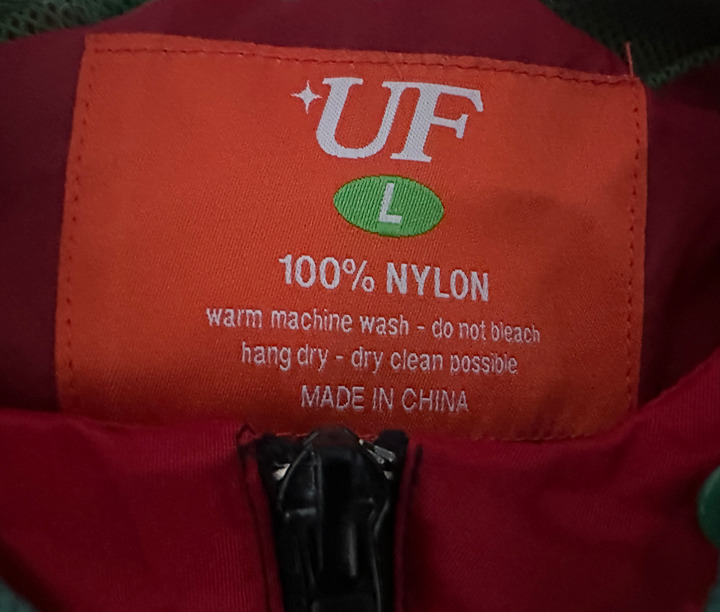 UF
L
100% NYLON
warm machine wash - do not bleach
hang dry - dry clean possible
MADE IN CHINA